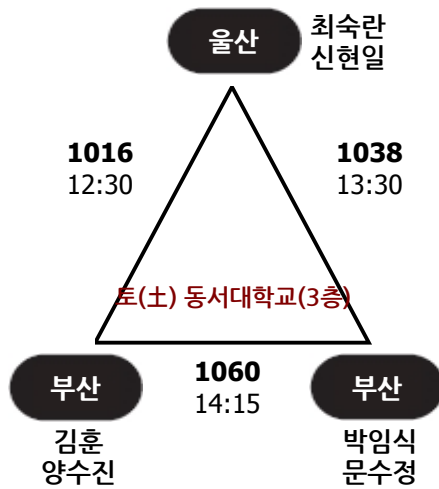 울산
최숙란
신현일
1016
12:30
1038
13:30
토(土) 동서대학교(3층)
부산
1060
14:15
부산
김훈
양수진
박임식
문수정